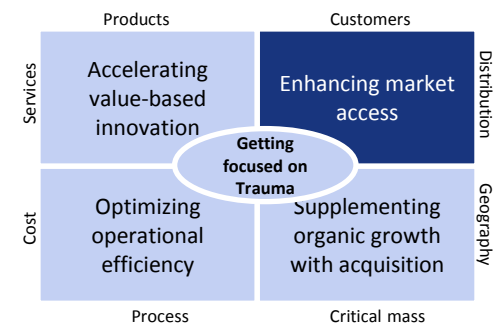 Products
Customers
Services
Accelerating
value-based
innovation
Enhancing market
access
Distribution
Getting
focused on
Trauma
Cost
Optimizing
operational
efficiency
Supplementing
organic growth
with acquisition
Geography
Process
Critical mass